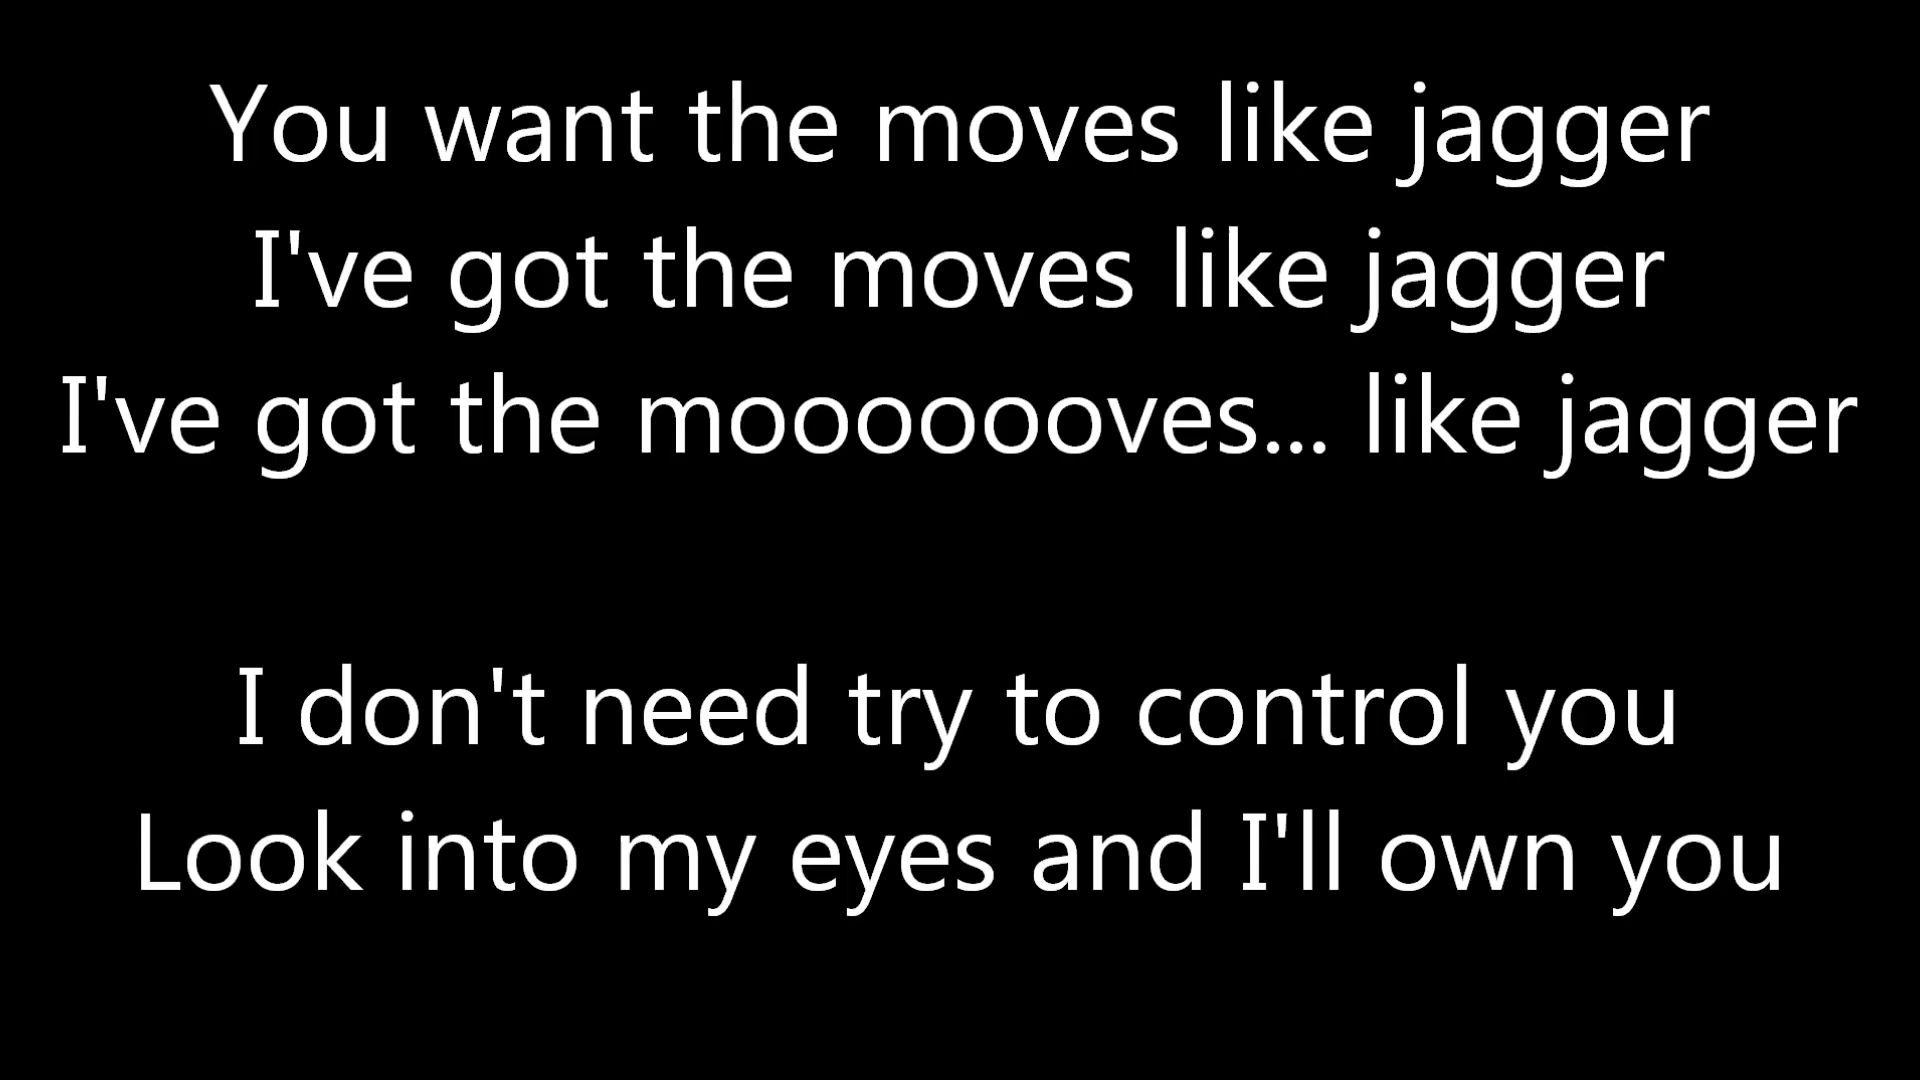 You want the moves like jagger
I've got the moves like jagger
I've got the mooooooves... like jagger
I don't need try to control you
Look into my eyes and I'll own you